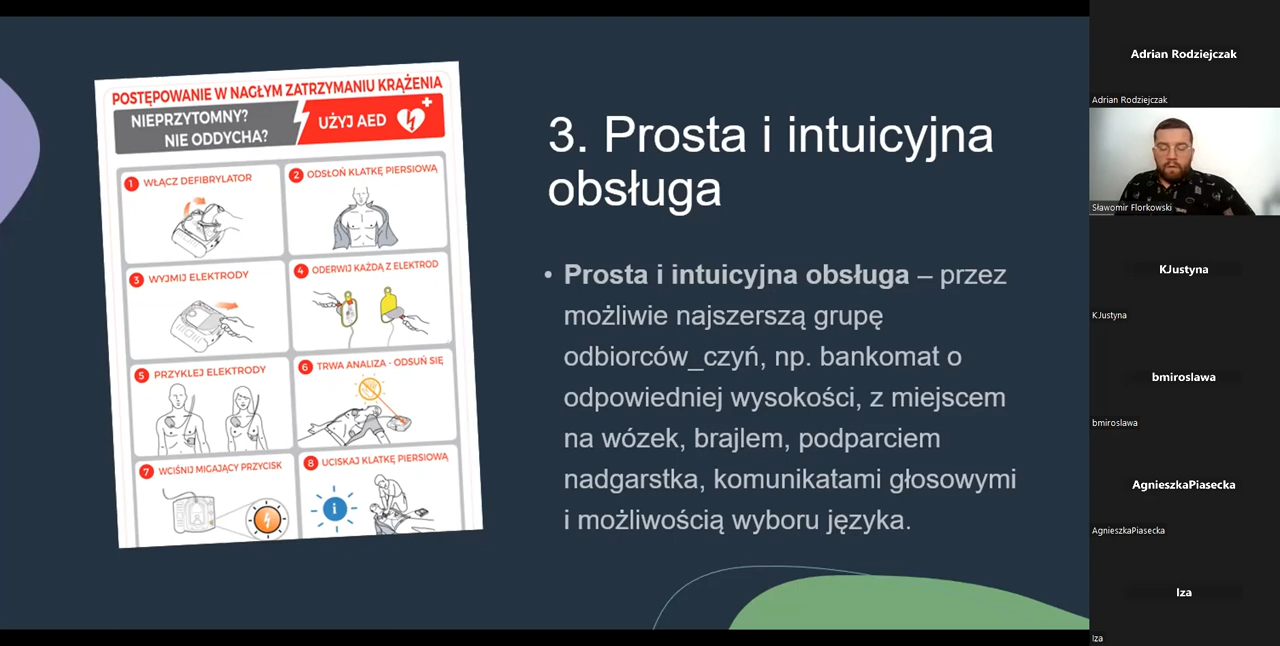 POSTĘPOWANIE W NAGŁYM ZATRZYMANIU KRĄŻENIA
NIEPRZYTOMNY?
NIE ODDYCHA?
UŻYJ AED
1 WŁĄCZ DEFIBRYLATOR
2 ODSŁOŃ KLATKĘ PIERSIOWĄ
3 WYJMIJ ELEKTRODY
4 ODERWIJ KAŻDĄ Z ELEKTROD
5 PRZYKLEJ ELEKTRODY
6 TRWA ANALIZA - ODSUŃ SIĘ
7 WCIŚNIJ MIGAJĄCY PRZYCISK
8 UCISKAJ KLATKĘ PIERSIOWĄ
i
3. Prosta i intuicyjna
obsługa
• Prosta i intuicyjna obsługa – przez
możliwie najszerszą grupę
odbiorców_czyń, np. bankomat o
odpowiedniej wysokości, z miejscem
na wózek, brajlem, podparciem
nadgarstka, komunikatami głosowymi
i możliwością wyboru języka.
Adrian Rodziejczak
Adrian Rodziejczak
Sławomir Florkowski
KJustyna
KJustyna
bmiroslawa
bmiroslawa
AgnieszkaPiasecka
AgnieszkaPiasecka
Iza
Iza